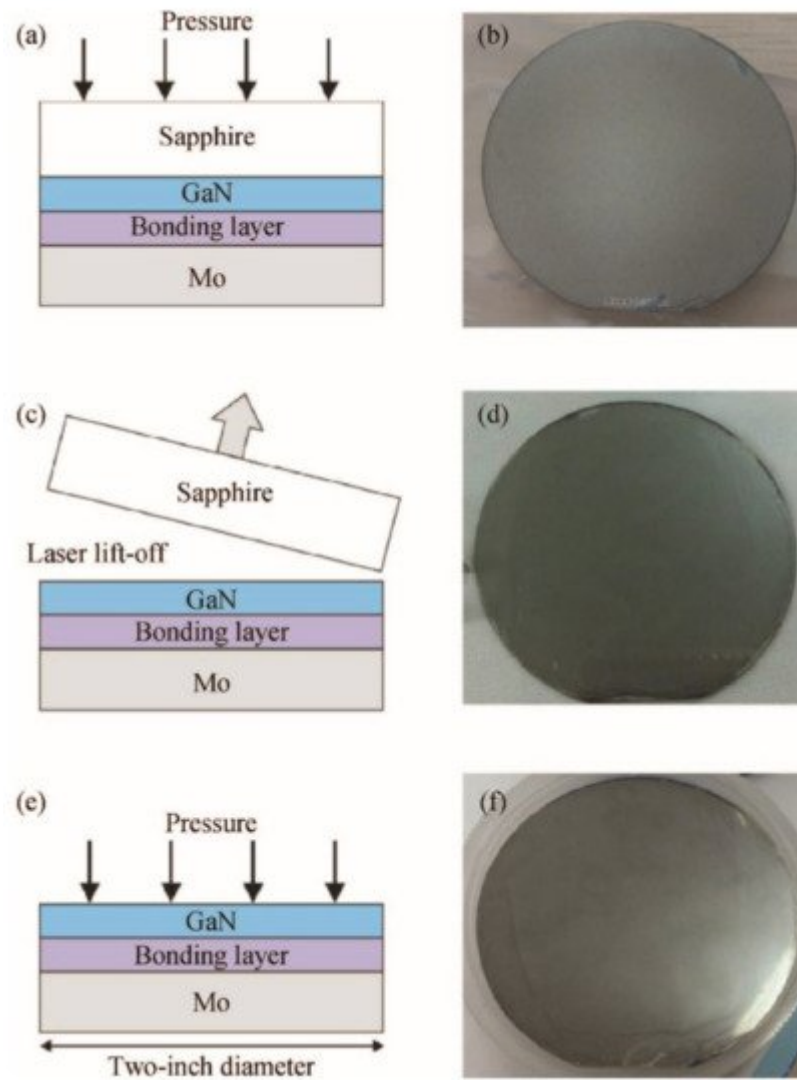 (a)
Pressure
(b)
Sapphire
GaN
Bonding layer
Mo
(c)
(d)
Sapphire
Laser lift-off
GaN
Bonding layer
Mo
(e)
(f)
Pressure
GaN
Bonding layer
Mo
Two-inch diameter